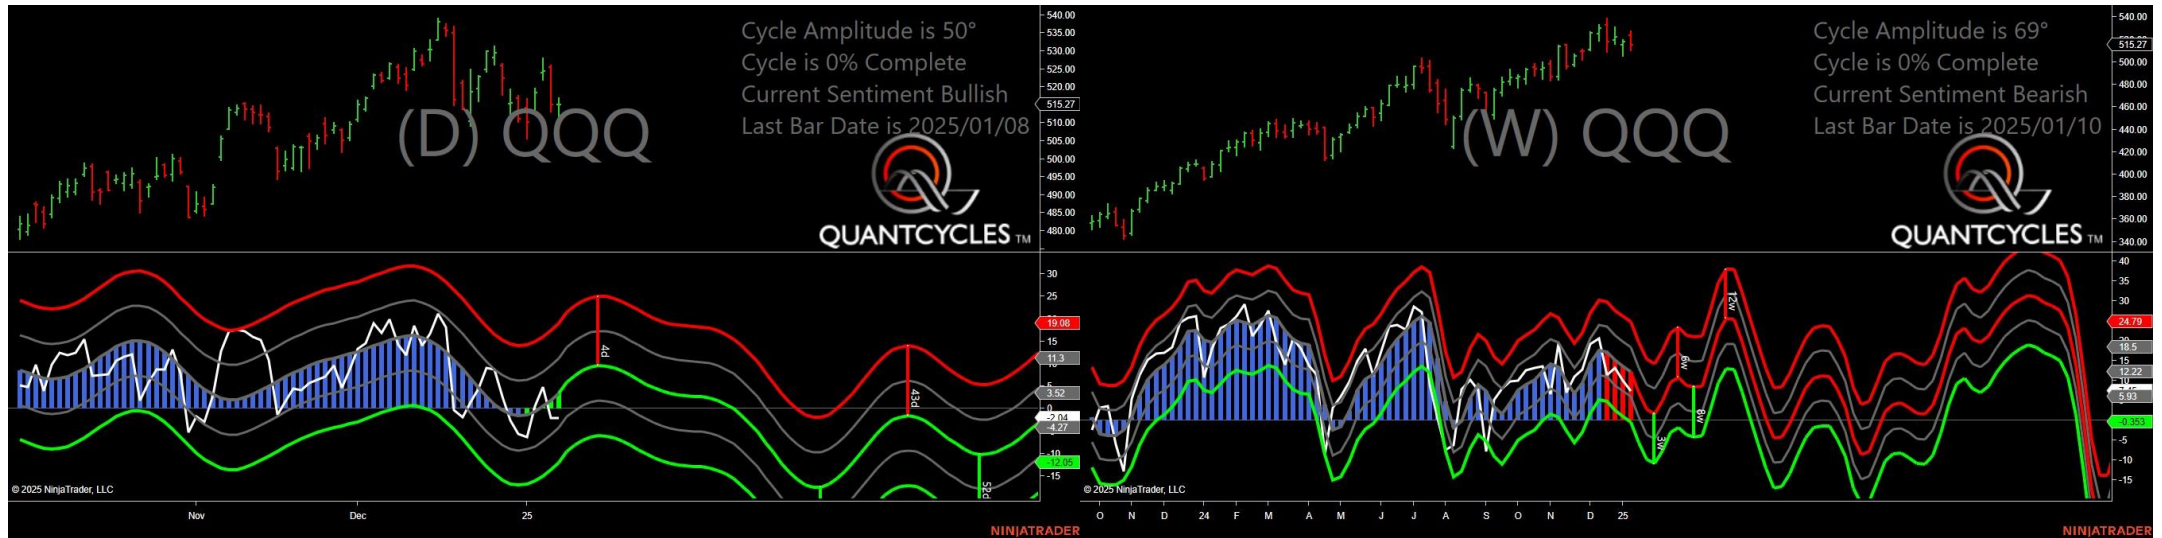 Cycle Amplitude is 50°
Cycle is 0% Complete
Current Sentiment Bullish
Last Bar Date is 2025/01/08
(D) QQQ
QUANTCYCLES TM
540.00
535.00
530.00
525.00
520.00
515.27
510.00
505.00
500.00
495.00
490.00
485.00
480.00
30
25
19.08
15
11.3
5
3.52
0
-2.04
-4.27
-10
-12.05
-15
4d
43d
52d
© 2025 NinjaTrader, LLC
Nov
Dec
25
NINJATRADER
Cycle Amplitude is 69°
Cycle is 0% Complete
Current Sentiment Bearish
Last Bar Date is 2025/01/10
(W) QQQ
QUANTCYCLES TM
540.00
515.27
500.00
480.00
460.00
440.00
420.00
400.00
380.00
360.00
340.00
40
35
30
24.79
18.5
15
12.22
10
5.93
-0.353
-5
-10
-15
12w
6w
8w
3w
© 2025 NinjaTrader, LLC
O N D 24 F M A M J J A S O N D 25
NINJATRADER